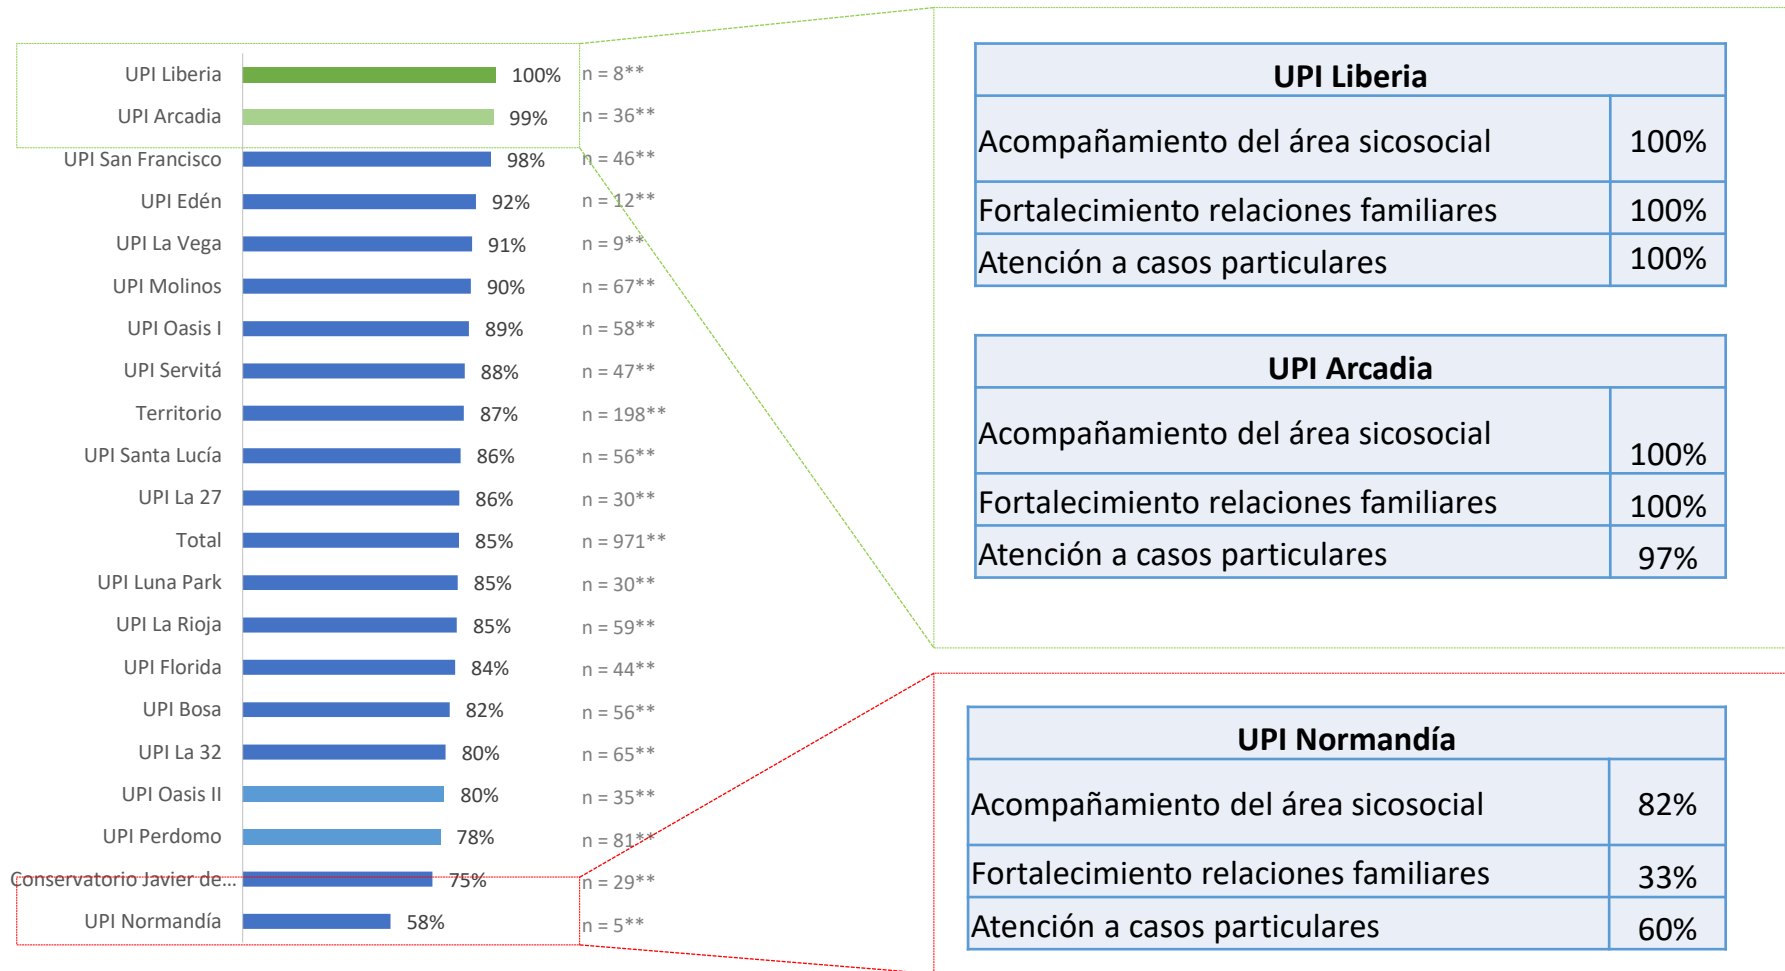 UPI Liberia 100% n = 8**
UPI Arcadia 99% n = 36**
UPI San Francisco 98% n = 46**
UPI Edén 92% n = 12**
UPI La Vega 91% n = 9**
UPI Molinos 90% n = 67**
UPI Oasis I 89% n = 58**
UPI Servitá 88% n = 47**
Territorio 87% n = 198**
UPI Santa Lucía 86% n = 56**
UPI La 27 86% n = 30**
Total 85% n = 971**
UPI Luna Park 85% n = 30**
UPI La Rioja 85% n = 59**
UPI Florida 84% n = 44**
UPI Bosa 82% n = 56**
UPI La 32 80% n = 65**
UPI Oasis II 80% n = 35**
UPI Perdomo 78% n = 81**
Conservatorio Javier de... 75% n = 29**
UPI Normandía 58% n = 5**
UPI Liberia
Acompañamiento del área sicosocial 100%
Fortalecimiento relaciones familiares 100%
Atención a casos particulares 100%
UPI Arcadia
Acompañamiento del área sicosocial 100%
Fortalecimiento relaciones familiares 100%
Atención a casos particulares 97%
UPI Normandía
Acompañamiento del área sicosocial 82%
Fortalecimiento relaciones familiares 33%
Atención a casos particulares 60%